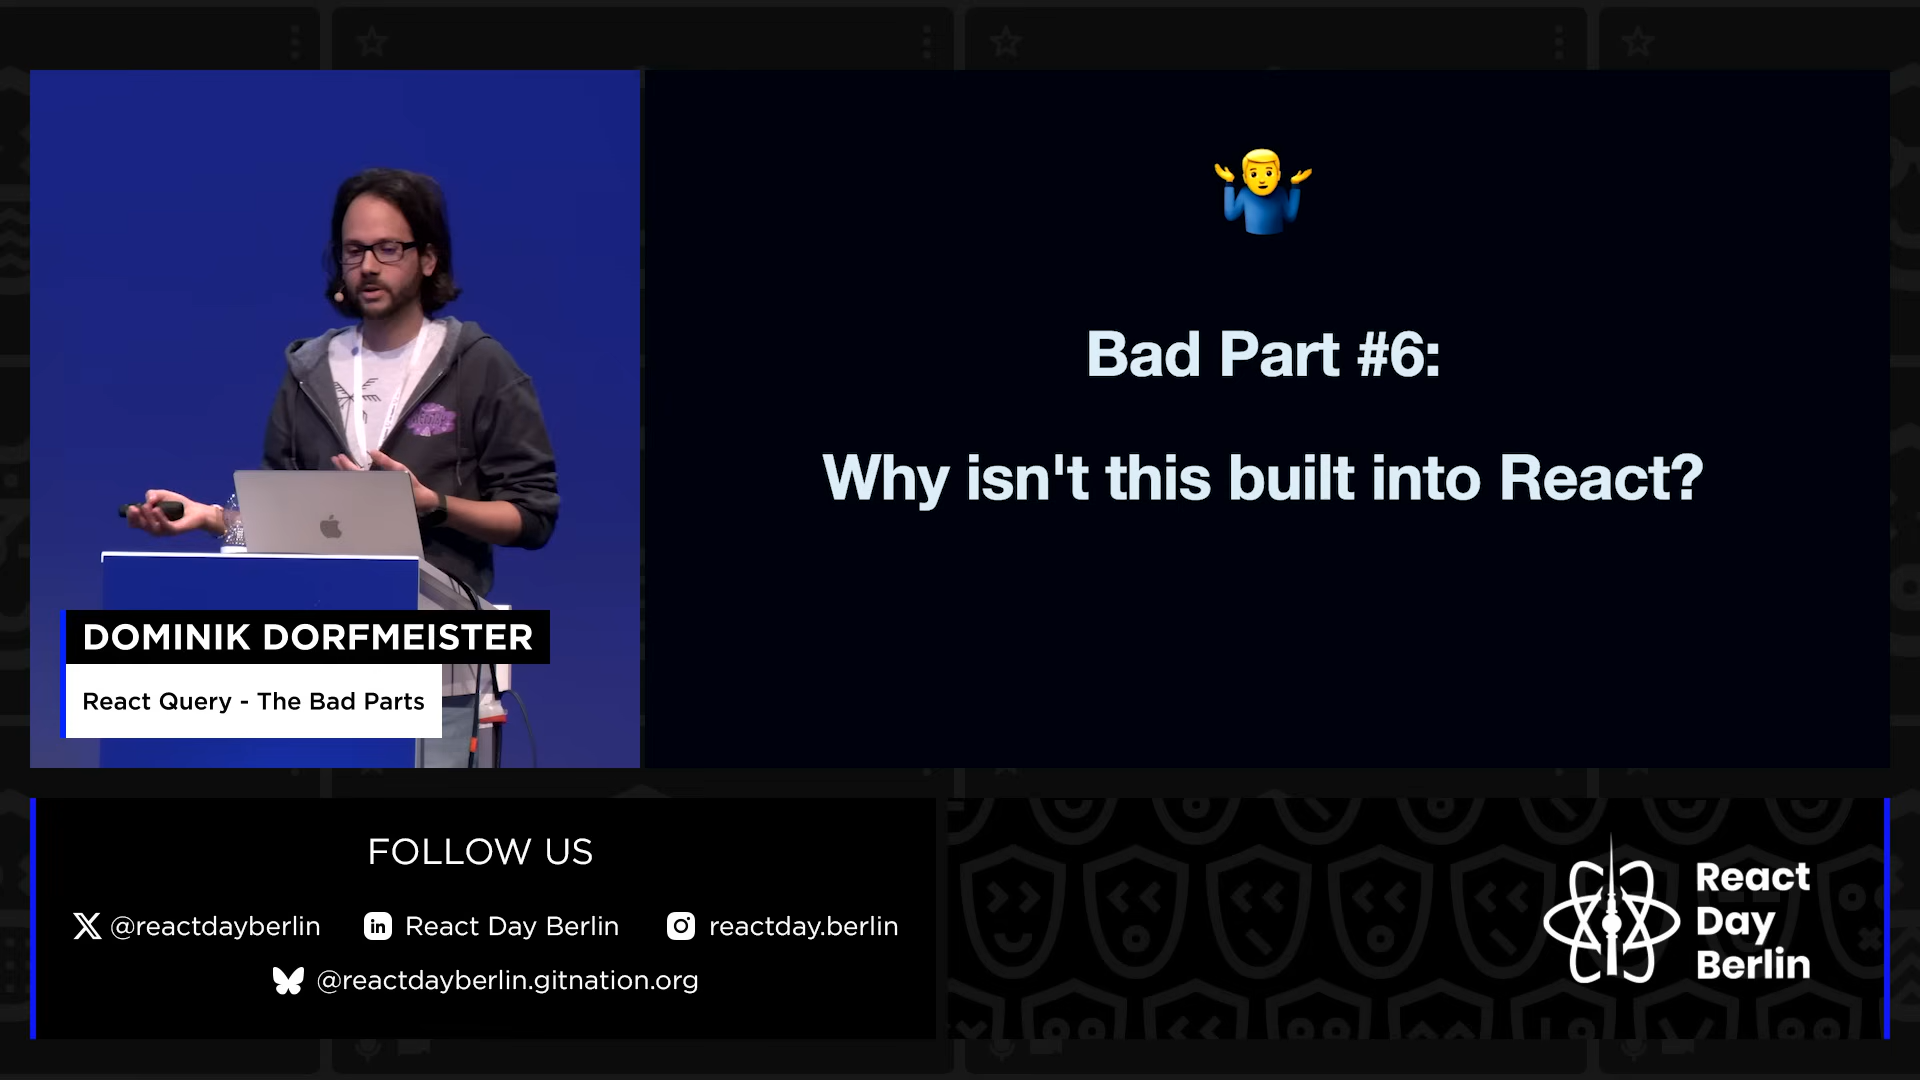 Bad Part #6:
Why isn't this built into React?
DOMINIK DORFMEISTER
React Query - The Bad Parts
FOLLOW US
@reactdayberlin
React Day Berlin
reactday.berlin
@reactdayberlin.gitnation.org
React
Day
Berlin